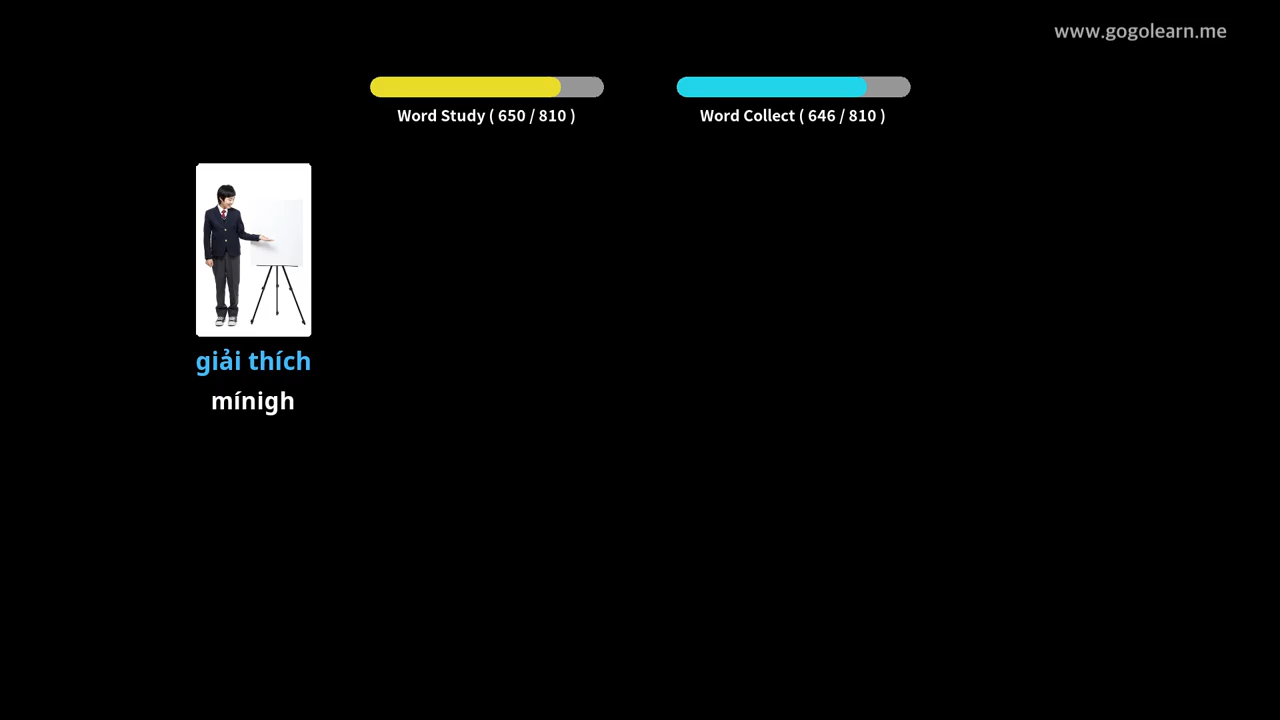 www.gogolearn.me
Word Study ( 650 / 810 )
Word Collect ( 646 / 810 )
giải thích
mínigh